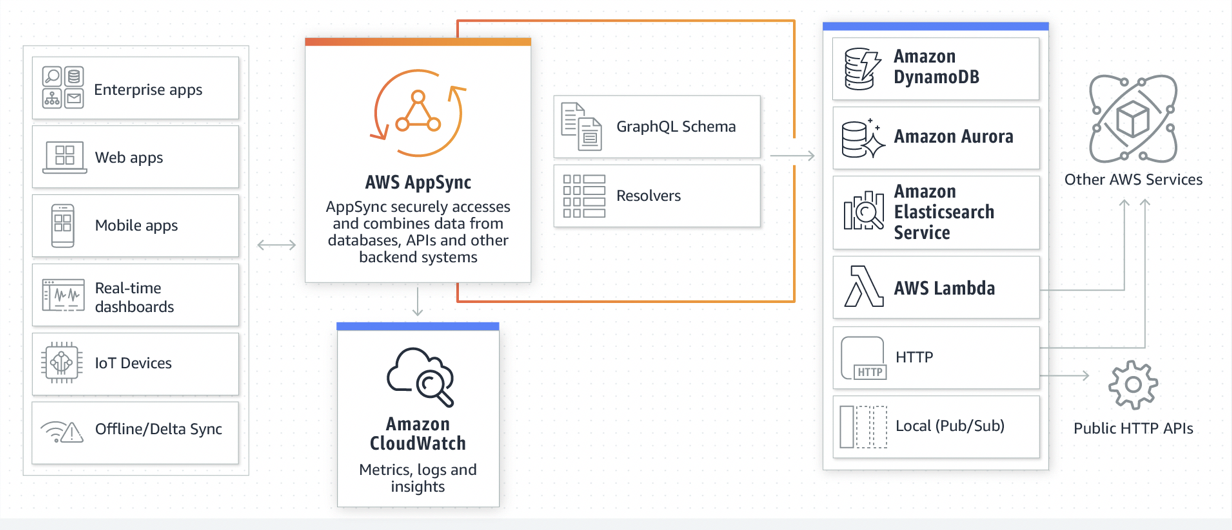 Enterprise apps
Web apps
Mobile apps
Real-time
dashboards
IoT Devices
Offline/Delta Sync
AWS AppSync
AppSync securely accesses
and combines data from
databases, APIs and other
backend systems
Amazon
CloudWatch
Metrics, logs and
insights
GraphQL Schema
Resolvers
Amazon
DynamoDB
Amazon Aurora
Amazon
Elasticsearch
Service
AWS Lambda
HTTP
HTTP
Local (Pub/Sub)
Other AWS Services
Public HTTP APIs